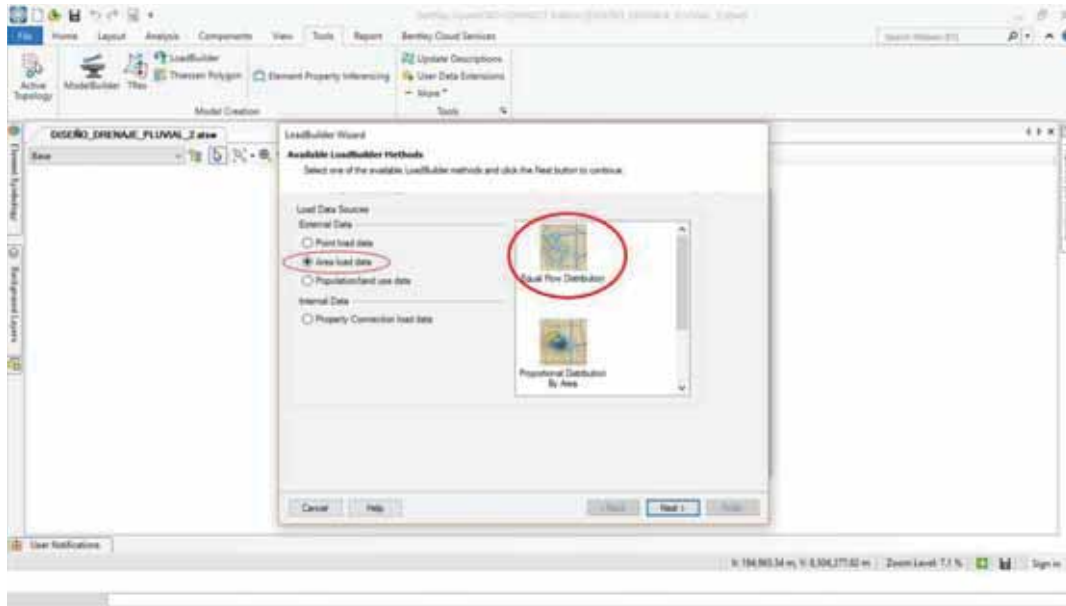 File Home Layout Analysis Components View Tools Report Bentley Cloud Services
Active Topology
ModelBuilder
TRex
LoadBuilder
Thiessen Polygon
Element Property Inferencing
Model Creation
Update Descriptions
User Data Extensions
More
Tools
DISEÑO_DRENAJE_PLUVIAL_2.stsw
Base
Element Symbology
Background Layers
LoadBuilder Wizard
Available LoadBuilder Methods
Select one of the available LoadBuilder methods and click the Next button to continue.
Load Data Sources
External Data
Point load data
Area load data
Population/land use data
Internal Data
Property Connection load data
Equal Flow Distribution
Proportional Distribution
By Area
Cancel Help Next >
User Notifications
Zoom Level: 7.1 % Sign in